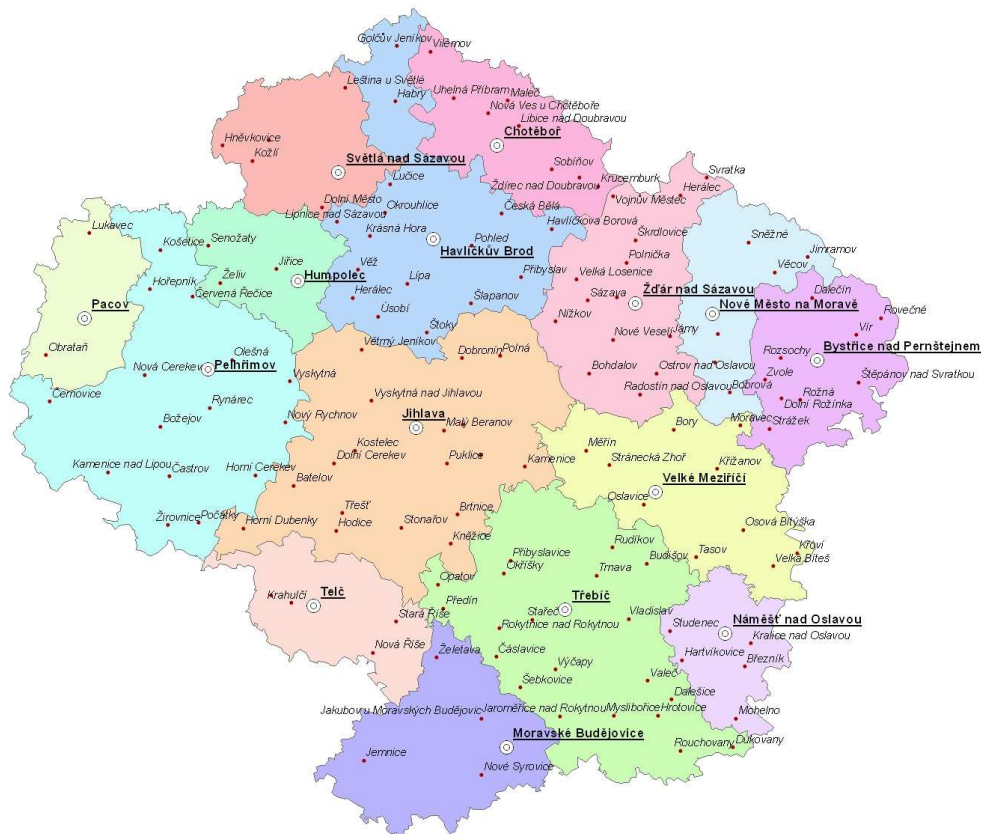 Golčův Jeníkov
Vilémov
Leština u Světlé
Habry
Uhelná Příbram
Maleč
Nová Ves u Chotěboře
Libice nad Doubravou
Chotěboř
Hněvkovice
Kožlí
Světlá nad Sázavou
Sobíňov
Ždírec nad Doubravou
Krucemburk
Svratka
Herálec
Vojnův Městec
Lučice
Dolní Město
Lipnice nad Sázavou
Okrouhlice
Česká Bělá
Havlíčkova Borová
Krásná Hora
Havlíčkův Brod
Pohled
Škrdlovice
Polnička
Sněžné
Jimramov
Věcov
Lukavec
Košetice
Senožaty
Jiřice
Humpolec
Věž
Lípa
Přibyslav
Velká Losenice
Hořepník
Želiv
Červená Řečice
Herálec
Úsobí
Šlapanov
Sázava
Žďár nad Sázavou
Dalečín
Pacov
Nížkov
Nové Město na Moravě
Rovečné
Štoky
Nové Veselí
Jámy
Vír
Bystřice nad Pernštejnem
Obrataň
Olešná
Pelhřimov
Nová Cerekev
Větrný Jeníkov
Dobronín
Polná
Rozsochy
Vyskytná
Bohdalov
Ostrov nad Oslavou
Zvole
Štěpánov nad Svratkou
Černovice
Rynárec
Vyskytná nad Jihlavou
Radostín nad Oslavou
Bobrová
Rožná
Dolní Rožínka
Božejov
Nový Rychnov
Jihlava
Malý Beranov
Bory
Moravec
Strážek
Kostelec
Dolní Cerekev
Puklice
Kamenice
Měřín
Stránecká Zhoř
Křižanov
Kamenice nad Lipou
Častrov
Horní Cerekev
Batelov
Velké Meziříčí
Oslavice
Žirovnice
Počátky
Horní Dubenky
Třešť
Hodice
Stonařov
Brtnice
Osová Bítýška
Kněžice
Rudíkov
Budišov
Tasov
Křoví
Velká Bíteš
Přibyslavice
Okříšky
Trnava
Opatov
Krahulčí
Telč
Předín
Třebíč
Stará Říše
Stařeč
Rokytnice nad Rokytnou
Vladislav
Studenec
Náměšť nad Oslavou
Kralice nad Oslavou
Nová Říše
Želetava
Čáslavice
Výčapy
Hartvíkovice
Březník
Šebkovice
Valeč
Dalešice
Jakubov u Moravských Budějovic
Jaroměřice nad Rokytnou
Myslibořice
Hrotovice
Mohelno
Moravské Budějovice
Rouchovany
Dukovany
Jemnice
Nové Syrovice